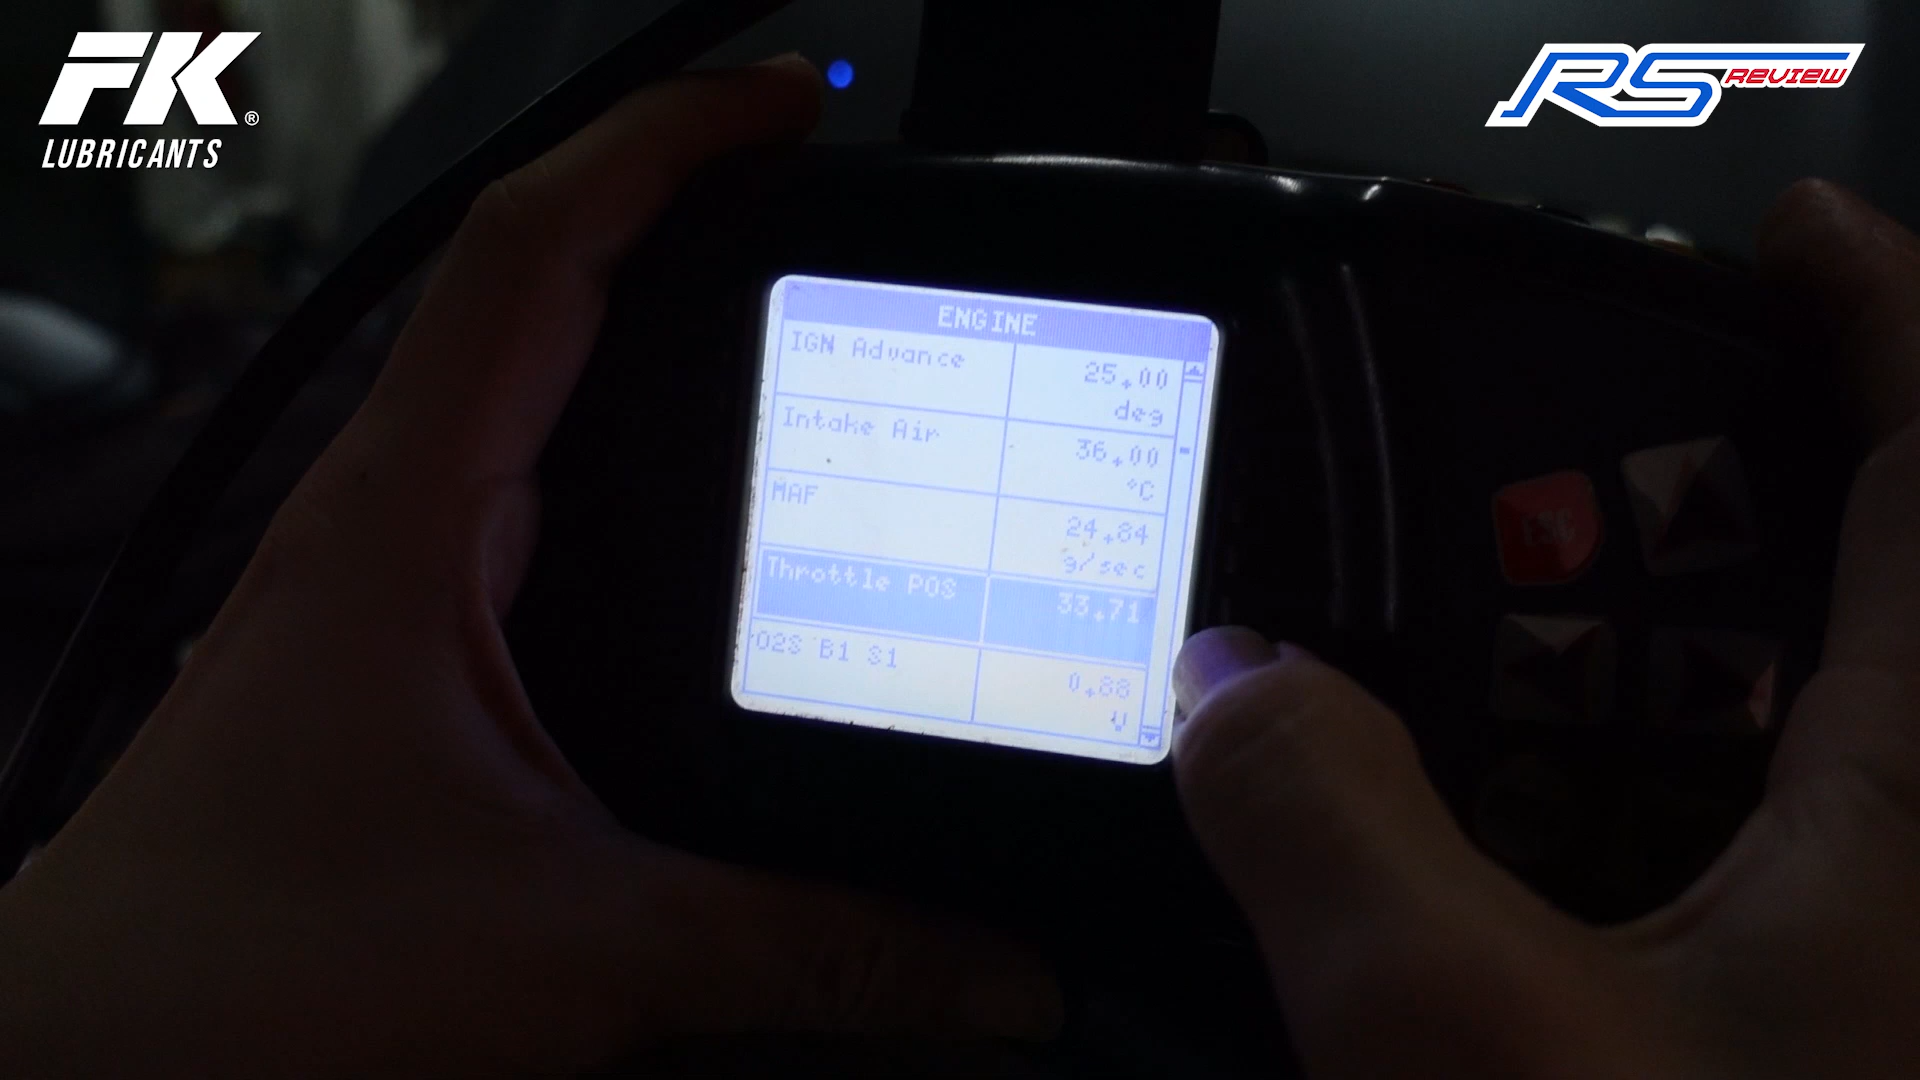 FK®
LUBRICANTS
RS REVIEW
ENGINE
IGN Advance 25.00
deg
Intake Air 36.00
°C
MAF 24.84
g/sec
Throttle POS 33.71
O2S B1 S1 0.88
V
ESC